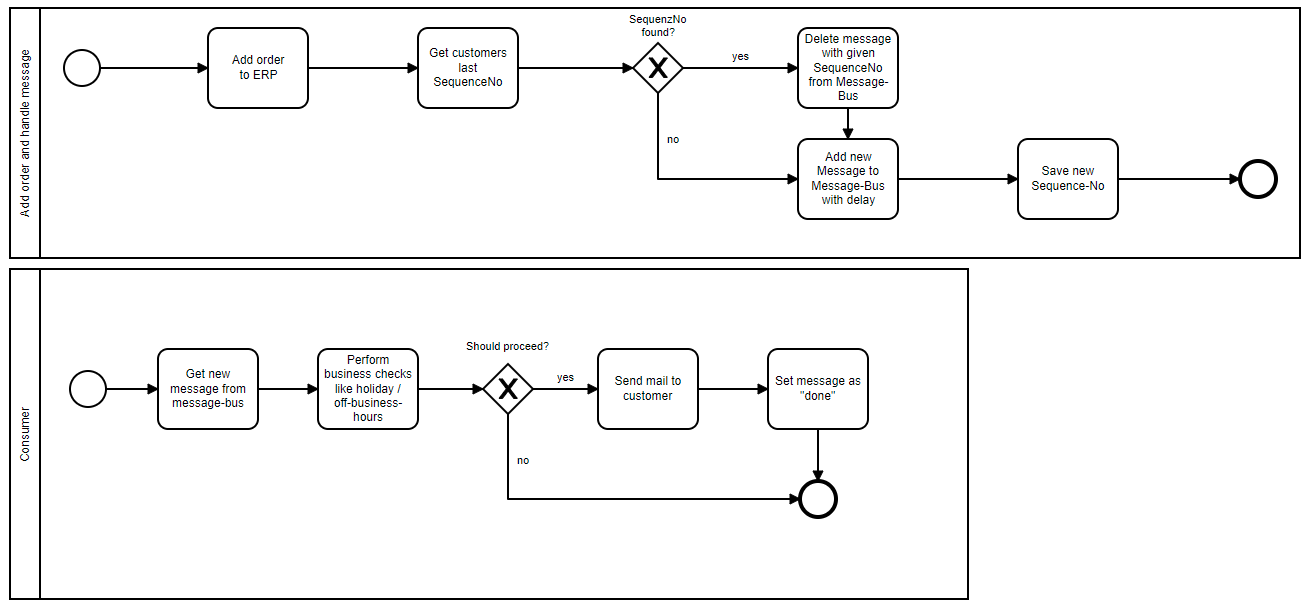 Add order and handle message
Add order
to ERP
Get customers
last
SequenceNo
SequenzNo
found?
yes
no
Delete message
with given
SequenceNo
from Message-
Bus
Add new
Message to
Message-Bus
with delay
Save new
Sequence-No
Consumer
Get new
message from
message-bus
Perform
business checks
like holiday /
off-business-
hours
Should proceed?
yes
no
Send mail to
customer
Set message as
"done"